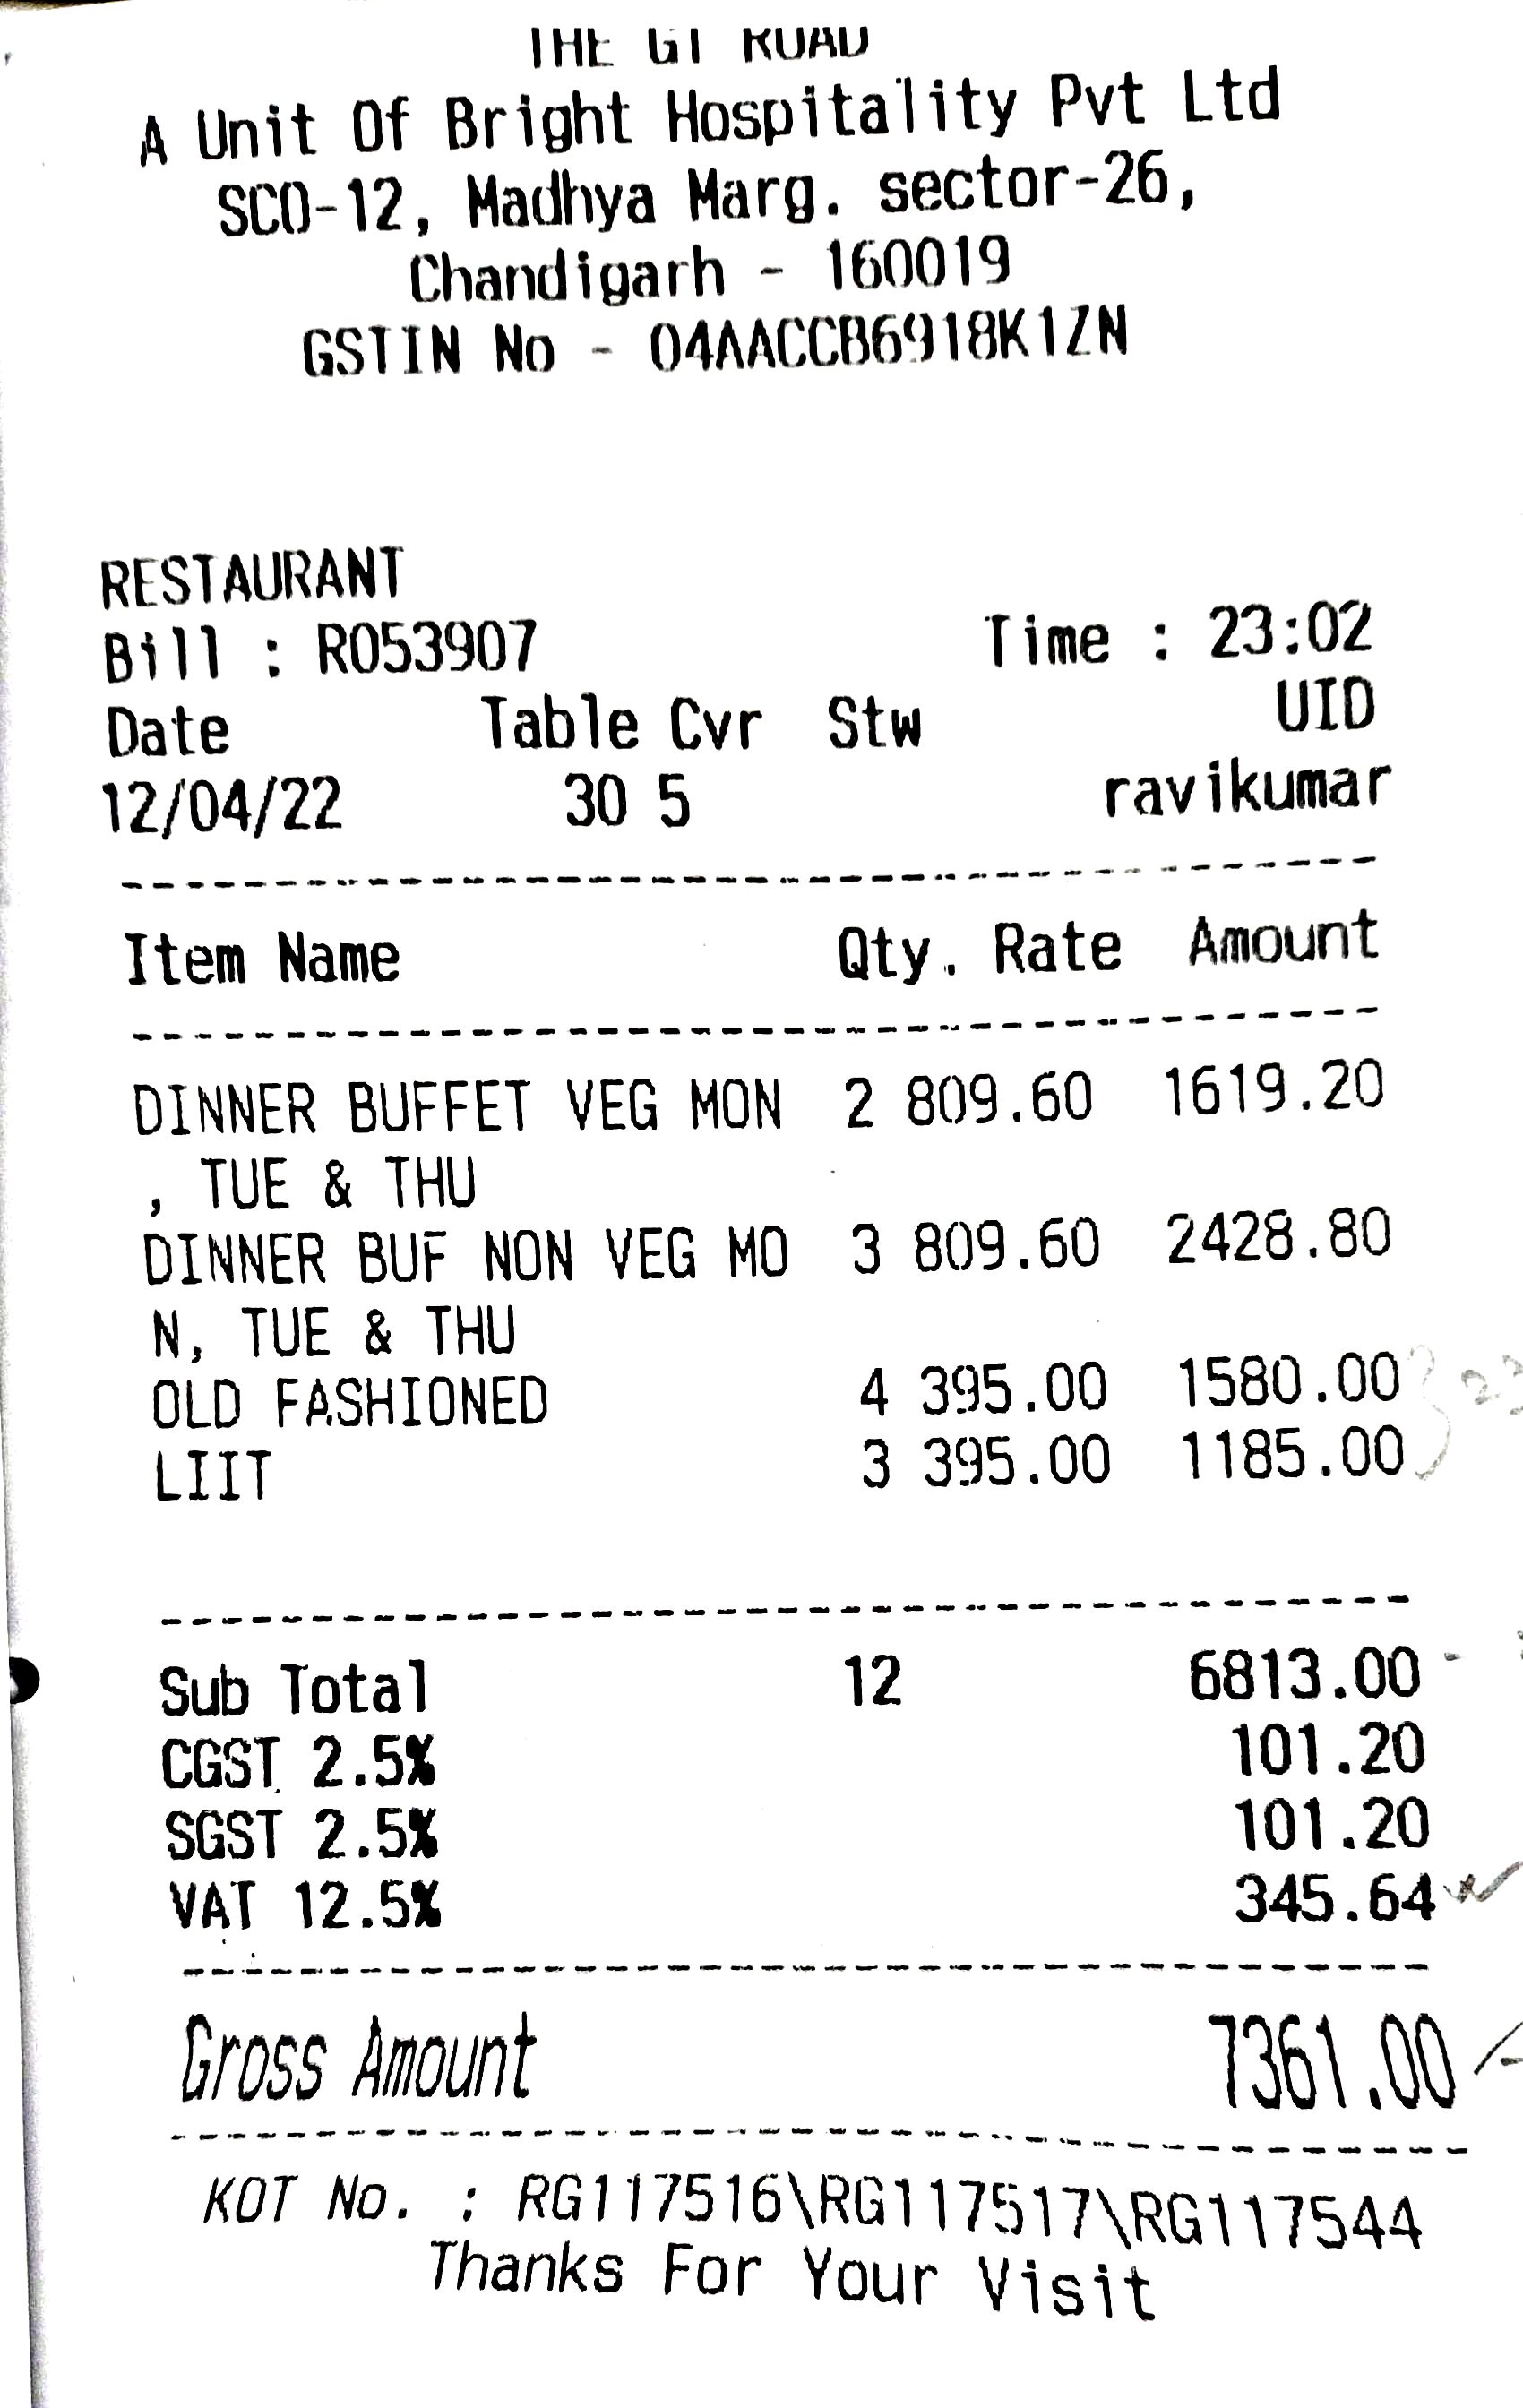 THE GT ROAD
A Unit Of Bright Hospitality Pvt Ltd
SCO-12, Madhya Marg. sector-26,
Chandigarh - 160019
GSTIN No - 04AACCB6918K1ZN
RESTAURANT
Bill : R053907 Time : 23:02
Date Table Cvr Stw UID
12/04/22 30 5 ravikumar
Item Name Qty. Rate Amount
DINNER BUFFET VEG MON 2 809.60 1619.20
, TUE & THU
DINNER BUF NON VEG MO 3 809.60 2428.80
N, TUE & THU
OLD FASHIONED 4 395.00 1580.00
LIIT 3 395.00 1185.00
Sub Total 12 6813.00
CGST 2.5% 101.20
SGST 2.5% 101.20
VAT 12.5% 345.64
Gross Amount 7361.00
KOT No. : RG117516\RG117517\RG117544
Thanks For Your Visit